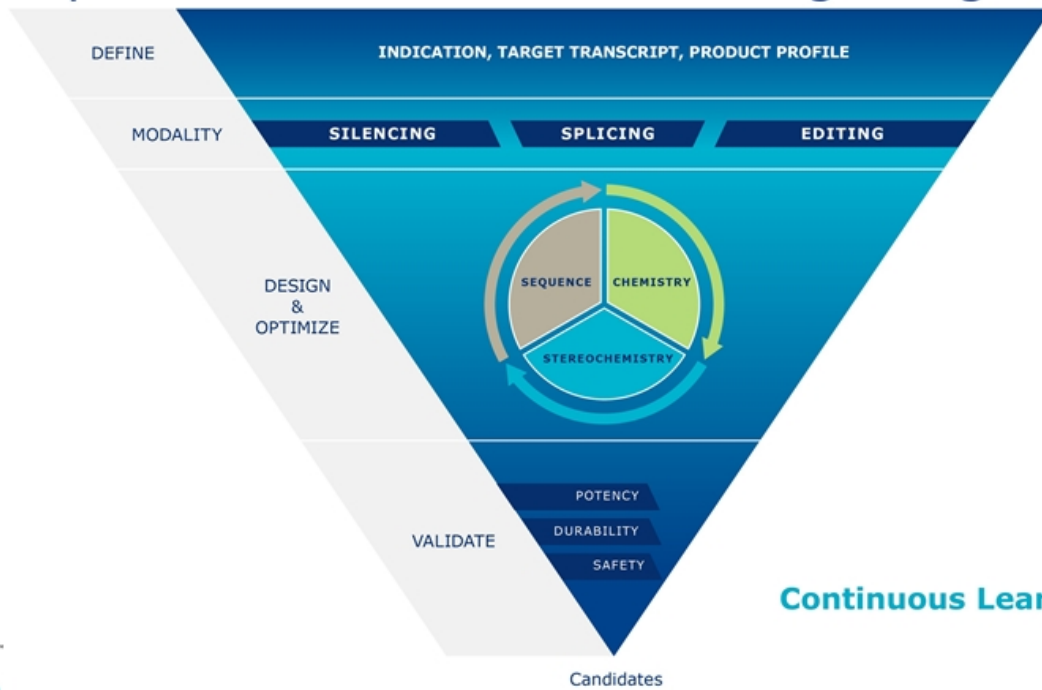 DEFINE
INDICATION, TARGET TRANSCRIPT, PRODUCT PROFILE
MODALITY
SILENCING SPLICING EDITING
DESIGN
&
OPTIMIZE
SEQUENCE CHEMISTRY
STEREOCHEMISTRY
VALIDATE
POTENCY
DURABILITY
SAFETY
Continuous Lear
Candidates